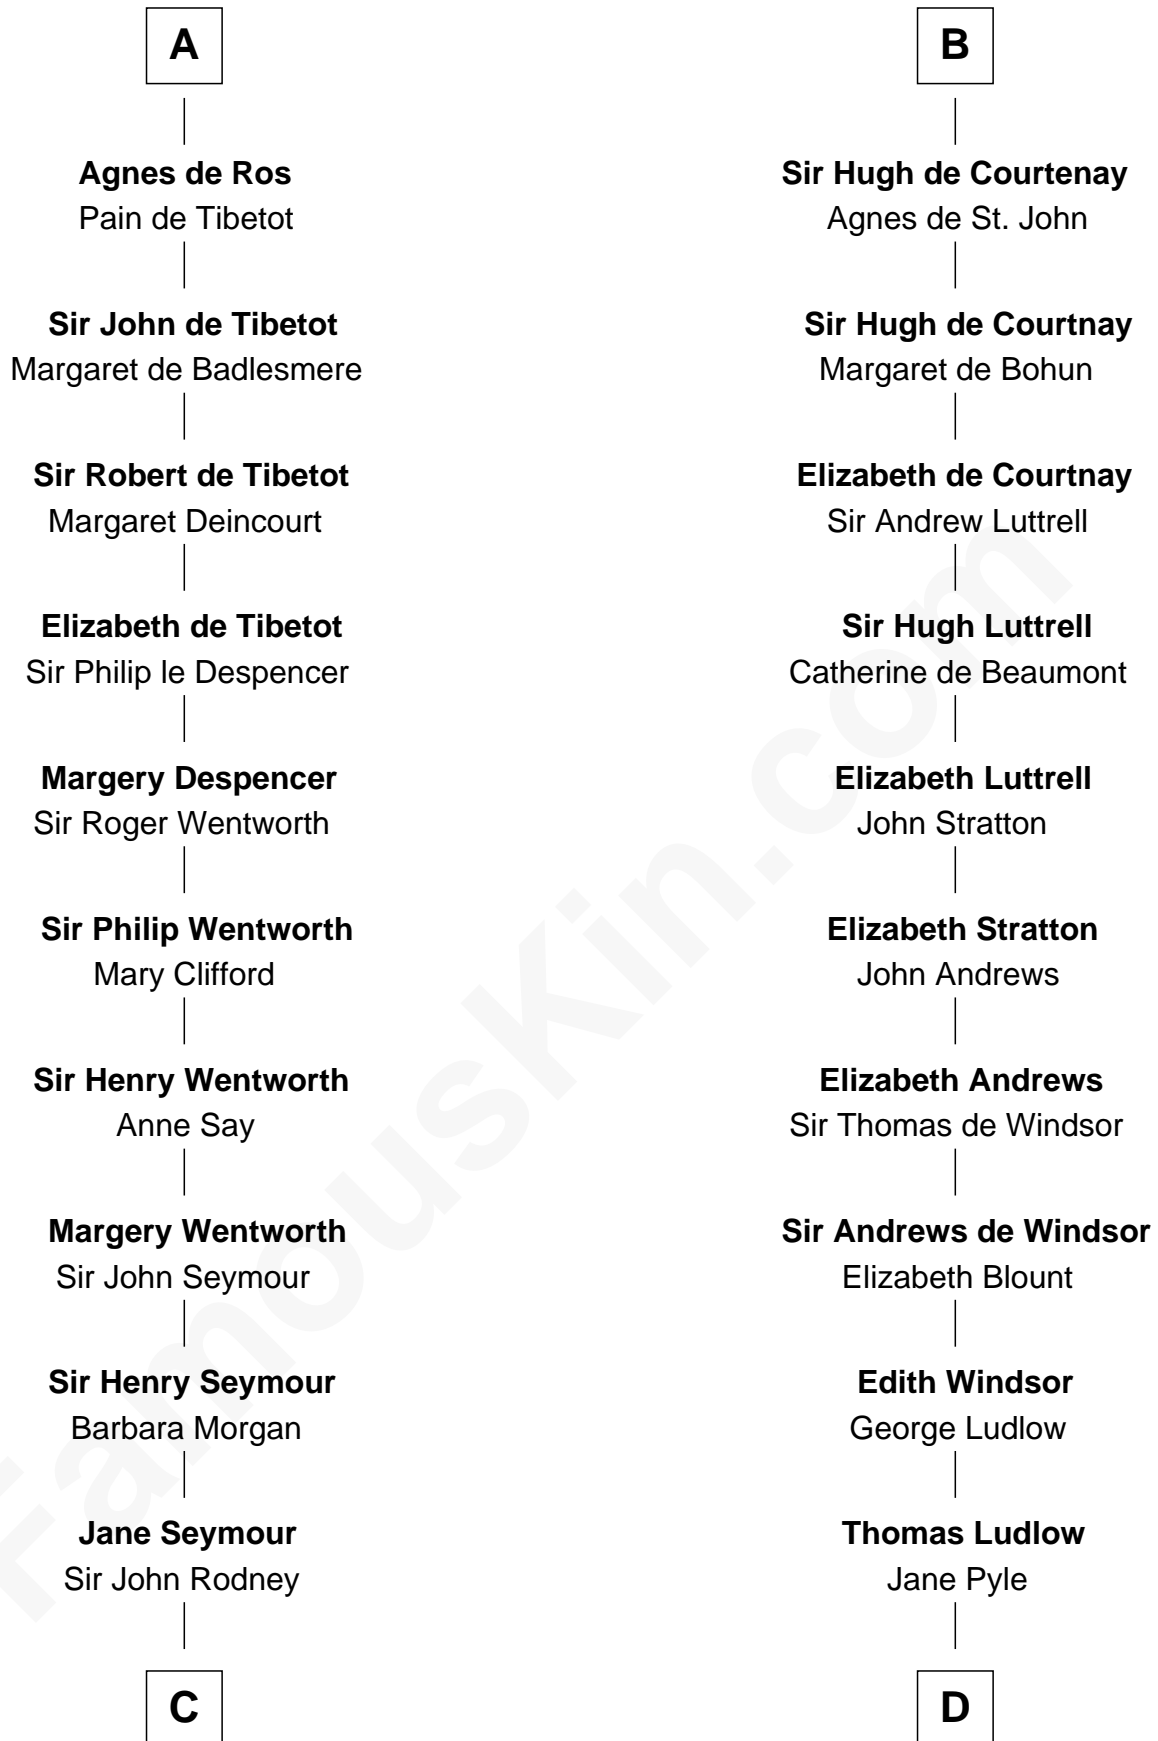 A
Agnes de Ros
Pain de Tibetot
Sir John de Tibetot
Margaret de Badlesmere
Sir Robert de Tibetot
Margaret Deincourt
Elizabeth de Tibetot
Sir Philip le Despencer
Margery Despencer
Sir Roger Wentworth
Sir Philip Wentworth
Mary Clifford
Sir Henry Wentworth
Anne Say
Margery Wentworth
Sir John Seymour
Sir Henry Seymour
Barbara Morgan
Jane Seymour
Sir John Rodney
C
B
Sir Hugh de Courtenay
Agnes de St. John
Sir Hugh de Courtnay
Margaret de Bohun
Elizabeth de Courtnay
Sir Andrew Luttrell
Sir Hugh Luttrell
Catherine de Beaumont
Elizabeth Luttrell
John Stratton
Elizabeth Stratton
John Andrews
Elizabeth Andrews
Sir Thomas de Windsor
Sir Andrews de Windsor
Elizabeth Blount
Edith Windsor
George Ludlow
Thomas Ludlow
Jane Pyle
D
FamousKin.com